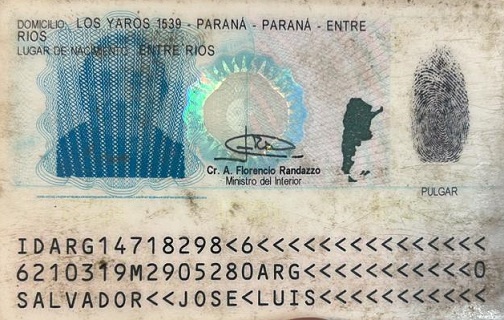 DOMICILIO LOS YAROS 1539 - PARANÁ - PARANÁ - ENTRE
RIOS
LUGAR DE NACIMIENTO ENTRE RIOS
Cr. A. Florencio Randazzo
Ministro del Interior
PULGAR
IDARG14718298<6<<<<<<<<<<<<<<<
6210319M2905280ARG<<<<<<<<<<<0
SALVADOR<<JOSE<LUIS<<<<<<<<<<<